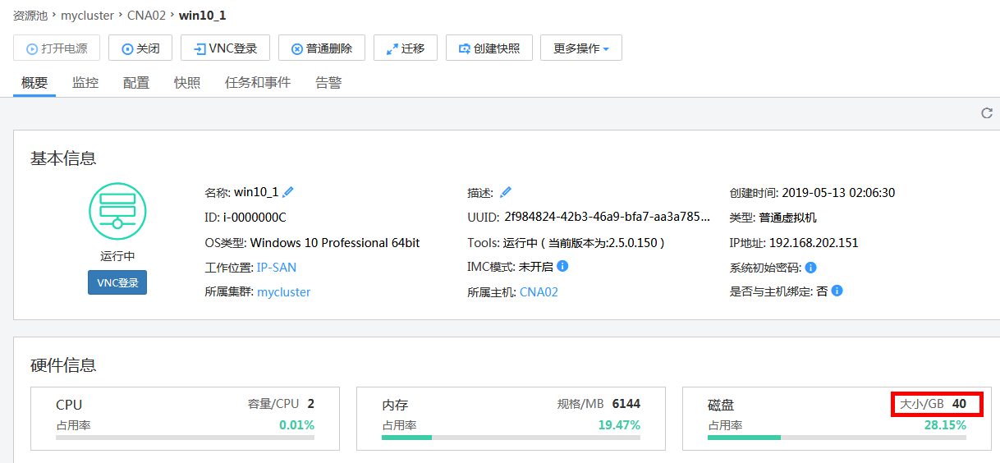 资源池 › mycluster › CNA02 › win10_1
打开电源 关闭 VNC登录 普通删除 迁移 创建快照 更多操作
概要 监控 配置 快照 任务和事件 告警
基本信息
运行中
VNC登录
名称: win10_1
ID: i-0000000C
OS类型: Windows 10 Professional 64bit
工作位置: IP-SAN
所属集群: mycluster
描述:
UUID: 2f984824-42b3-46a9-bfa7-aa3a785...
Tools: 运行中 ( 当前版本为:2.5.0.150 )
IMC模式: 未开启
所属主机: CNA02
创建时间: 2019-05-13 02:06:30
类型: 普通虚拟机
IP地址: 192.168.202.151
系统初始密码:
是否与主机绑定: 否
硬件信息
CPU 容量/CPU 2
占用率 0.01%
内存 规格/MB 6144
占用率 19.47%
磁盘 大小/GB 40
占用率 28.15%